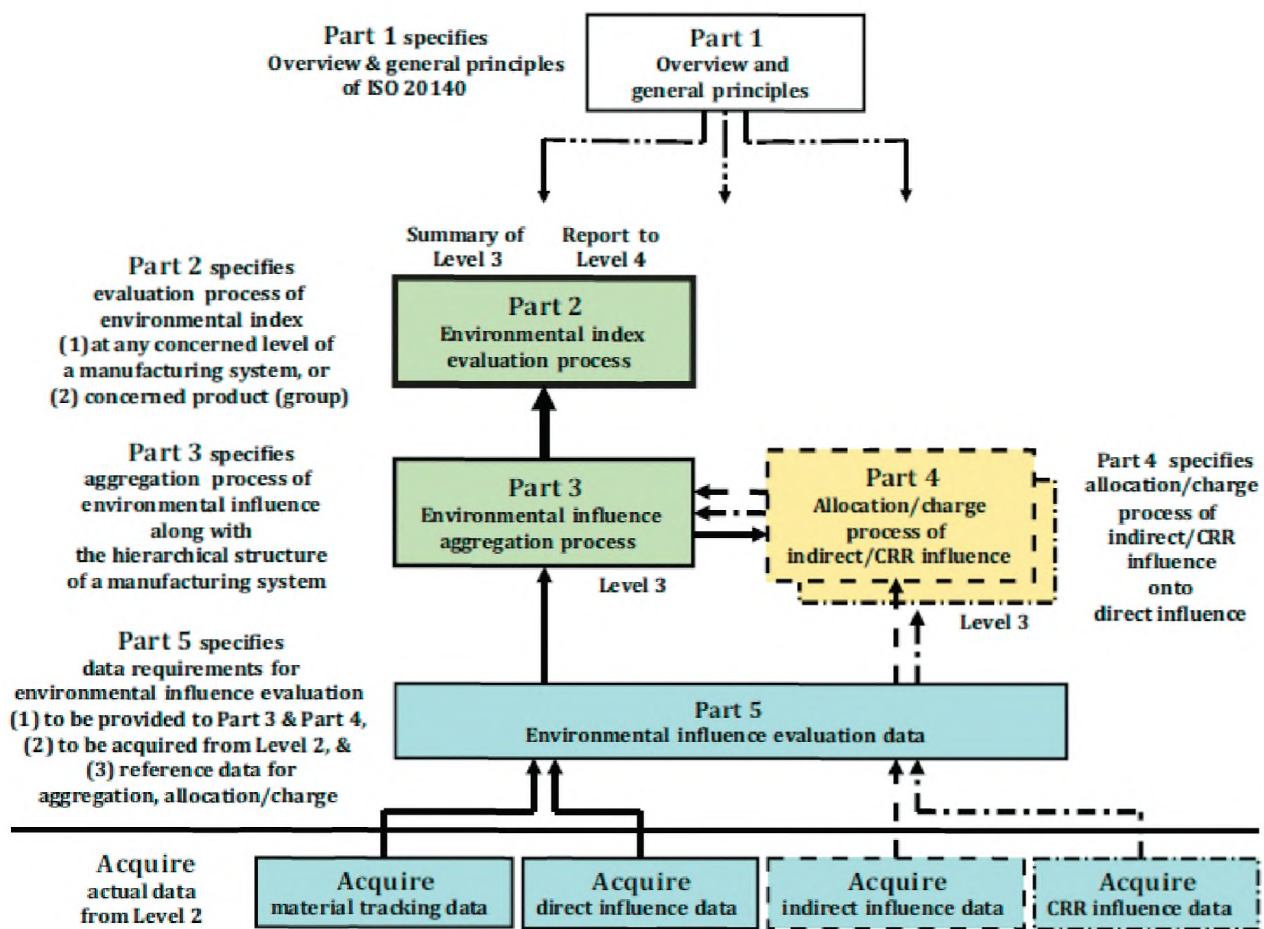 Part 1 specifies
Overview & general principles
of ISO 20140
Part 1
Overview and
general principles
Summary of
Level 3
Report to
Level 4
Part 2 specifies
evaluation process of
environmental index
(1) at any concerned level of
a manufacturing system, or
(2) concerned product (group)
Part 2
Environmental index
evaluation process
Part 3 specifies
aggregation process of
environmental influence
along with
the hierarchical structure
of a manufacturing system
Part 3
Environmental influence
aggregation process
Level 3
Part 4
Allocation/charge
process of
indirect/CRR influence
Level 3
Part 4 specifies
allocation/charge
process of
indirect/CRR
influence
onto
direct influence
Part 5 specifies
data requirements for
environmental influence evaluation
(1) to be provided to Part 3 & Part 4,
(2) to be acquired from Level 2, &
(3) reference data for
aggregation, allocation/charge
Part 5
Environmental influence evaluation data
Acquire
actual data
from Level 2
Acquire
material tracking data
Acquire
direct influence data
Acquire
indirect influence data
Acquire
CRR influence data